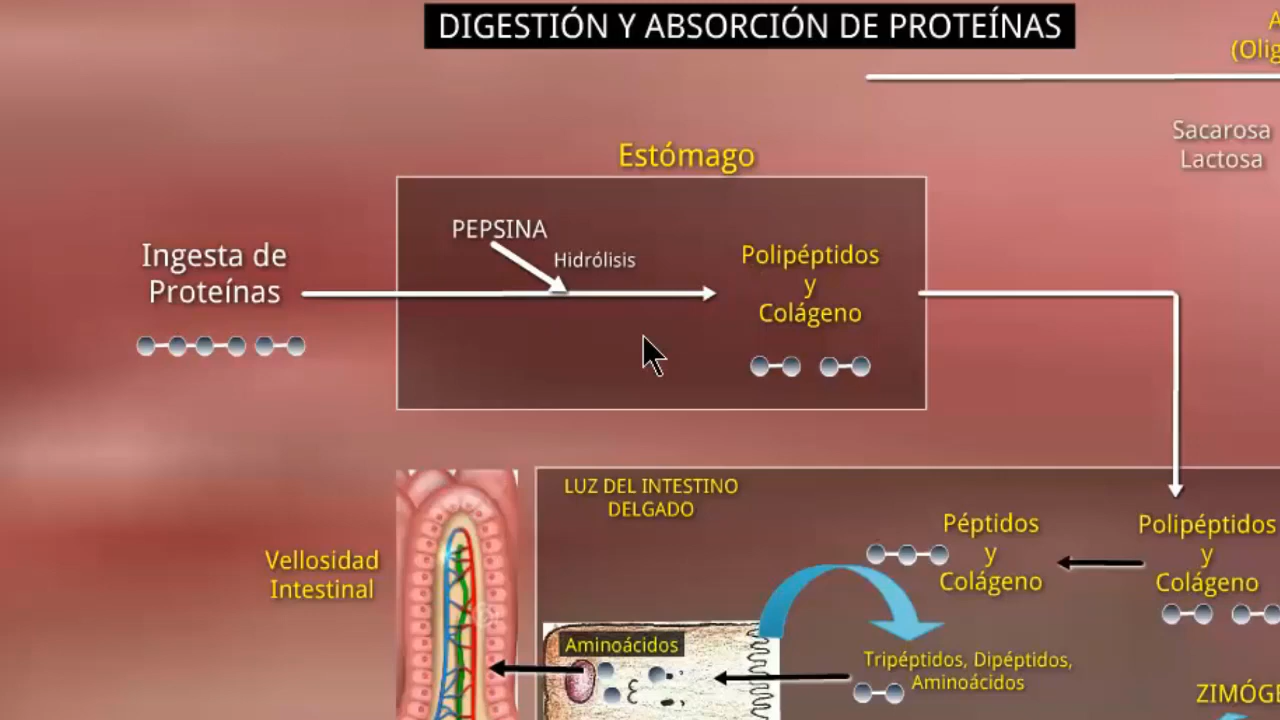 DIGESTIÓN Y ABSORCIÓN DE PROTEÍNAS
Sacarosa
Lactosa
Estómago
PEPSINA
Hidrólisis
Ingesta de
Proteínas
Polipéptidos
y
Colágeno
LUZ DEL INTESTINO
DELGADO
Vellosidad
Intestinal
Péptidos
y
Colágeno
Polipéptidos
y
Colágeno
Aminoácidos
Tripéptidos, Dipéptidos,
Aminoácidos